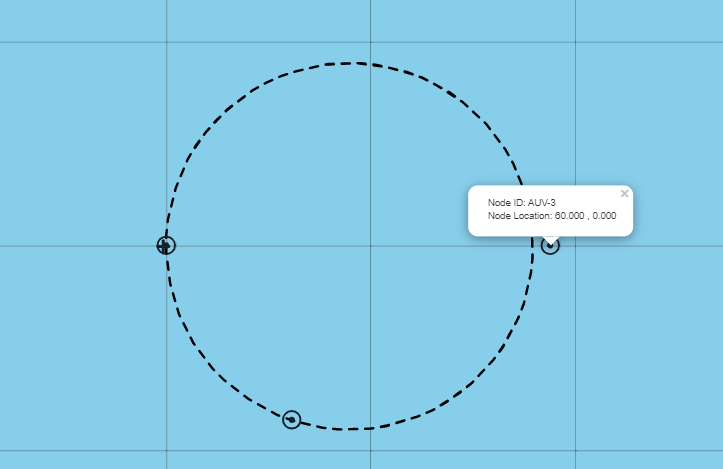 ×
Node ID: AUV-3
Node Location: 60.000 , 0.000